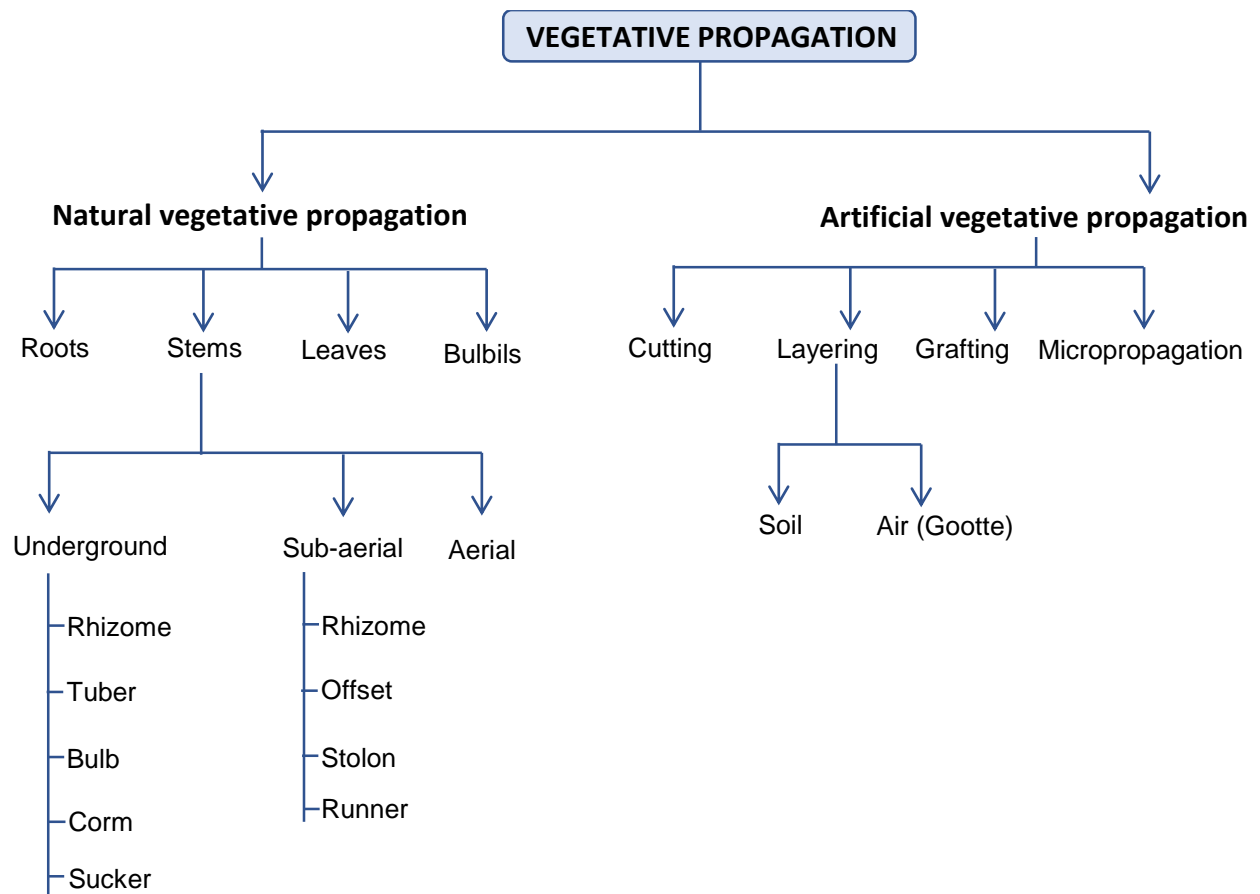 VEGETATIVE PROPAGATION
Natural vegetative propagation
Artificial vegetative propagation
Roots
Stems
Leaves
Bulbils
Cutting
Layering
Grafting
Micropropagation
Underground
Sub-aerial
Aerial
Soil
Air (Gootte)
Rhizome
Tuber
Bulb
Corm
Sucker
Rhizome
Offset
Stolon
Runner